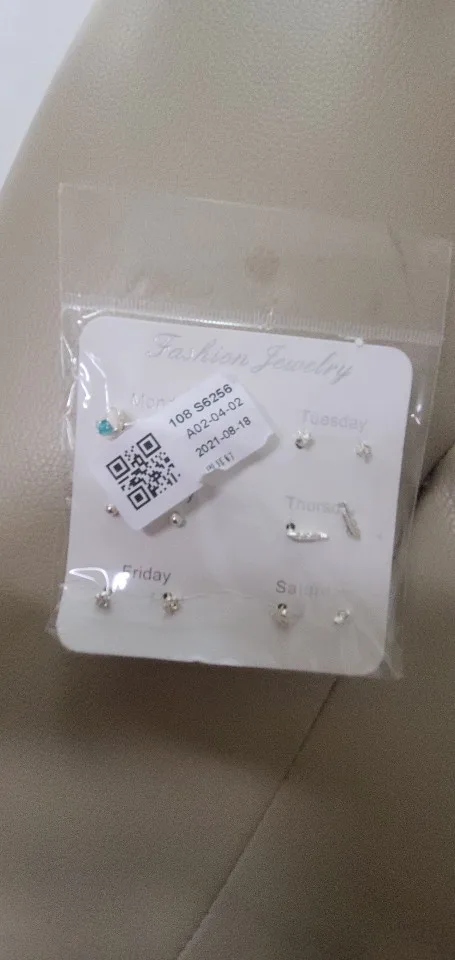 Fashion Jewelry
108 S6256
A02-04-02
2021-08-18
Tuesday
Friday